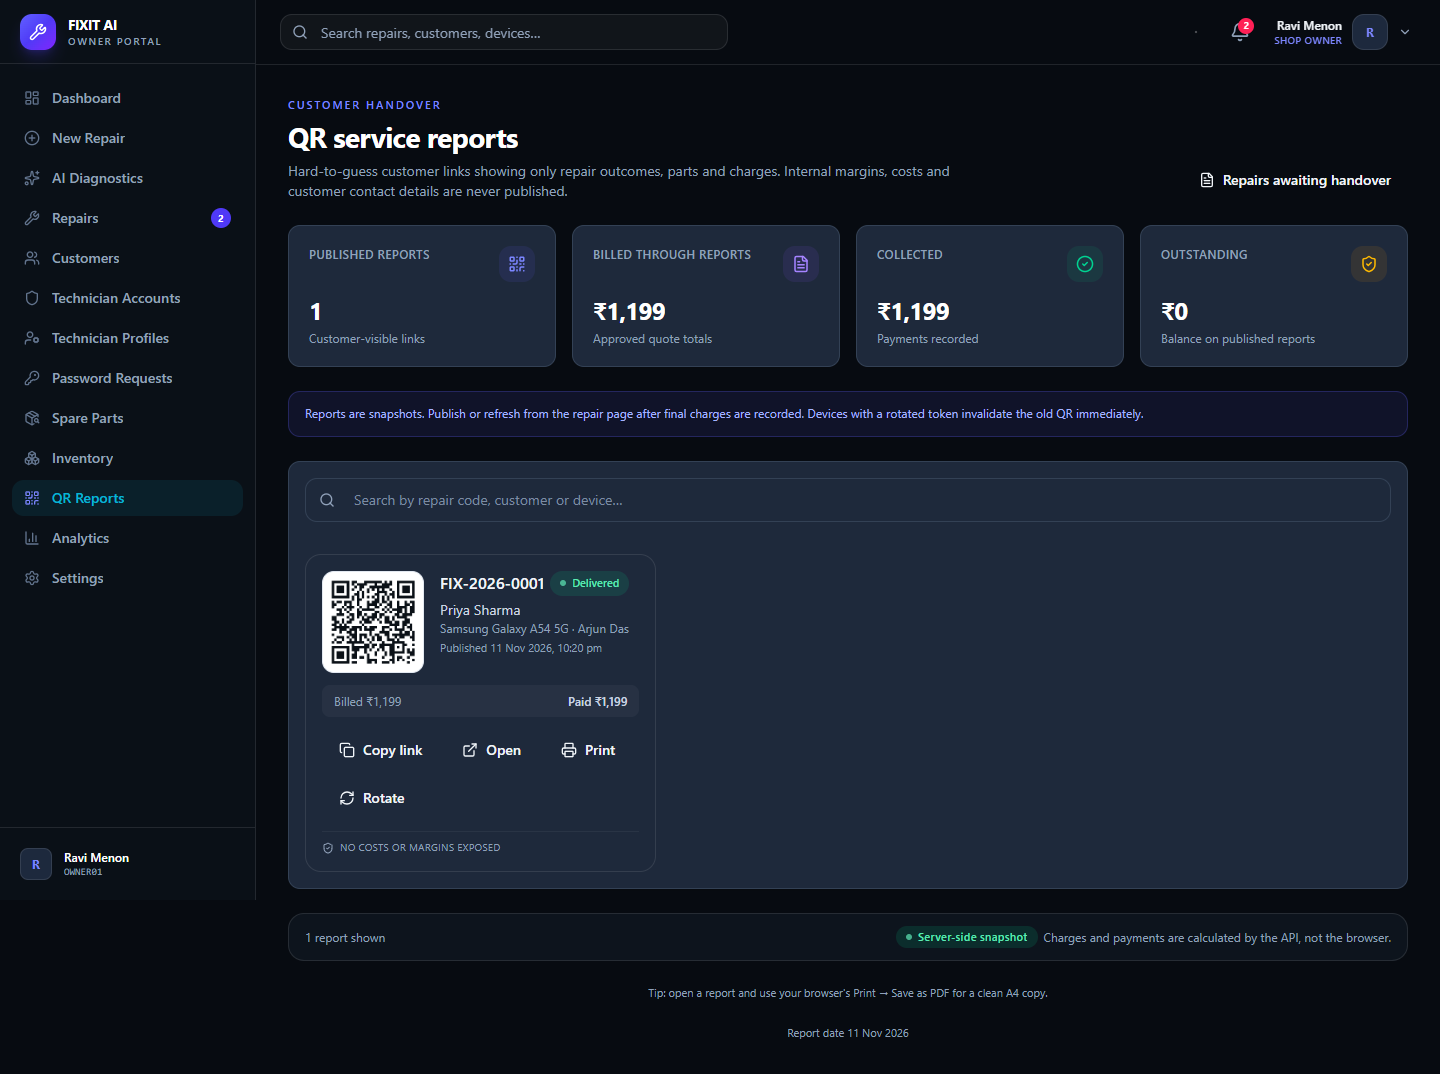 FIXIT AI
OWNER PORTAL
Search repairs, customers, devices...
2
Ravi Menon
SHOP OWNER
R
Dashboard
New Repair
AI Diagnostics
Repairs
2
Customers
Technician Accounts
Technician Profiles
Password Requests
Spare Parts
Inventory
QR Reports
Analytics
Settings
R
Ravi Menon
OWNER01
CUSTOMER HANDOVER
QR service reports
Hard-to-guess customer links showing only repair outcomes, parts and charges. Internal margins, costs and
customer contact details are never published.
Repairs awaiting handover
PUBLISHED REPORTS
1
Customer-visible links
BILLED THROUGH REPORTS
₹1,199
Approved quote totals
COLLECTED
₹1,199
Payments recorded
OUTSTANDING
₹0
Balance on published reports
Reports are snapshots. Publish or refresh from the repair page after final charges are recorded. Devices with a rotated token invalidate the old QR immediately.
Search by repair code, customer or device...
FIX-2026-0001
Delivered
Priya Sharma
Samsung Galaxy A54 5G · Arjun Das
Published 11 Nov 2026, 10:20 pm
Billed ₹1,199
Paid ₹1,199
Copy link
Open
Print
Rotate
NO COSTS OR MARGINS EXPOSED
1 report shown
Server-side snapshot
Charges and payments are calculated by the API, not the browser.
Tip: open a report and use your browser's Print → Save as PDF for a clean A4 copy.
Report date 11 Nov 2026